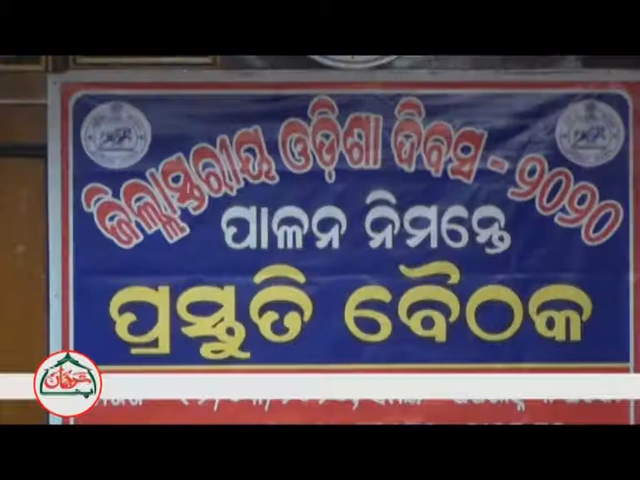 ଜିଲ୍ଲାସ୍ତରୀୟ ଓଡ଼ିଶା ଦିବସ - ୨୦୨୦
ପାଳନ ନିମନ୍ତେ
ପ୍ରସ୍ତୁତି ବୈଠକ